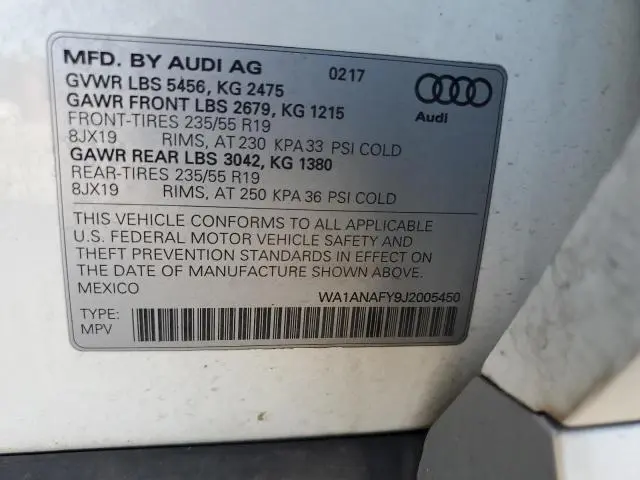 MFD. BY AUDI AG 0217
GVWR LBS 5456, KG 2475
GAWR FRONT LBS 2679, KG 1215
FRONT-TIRES 235/55 R19
8JX19 RIMS, AT 230 KPA 33 PSI COLD
GAWR REAR LBS 3042, KG 1380
REAR-TIRES 235/55 R19
8JX19 RIMS, AT 250 KPA 36 PSI COLD
Audi
THIS VEHICLE CONFORMS TO ALL APPLICABLE
U.S. FEDERAL MOTOR VEHICLE SAFETY AND
THEFT PREVENTION STANDARDS IN EFFECT ON
THE DATE OF MANUFACTURE SHOWN ABOVE.
MEXICO WA1ANAFY9J2005450
TYPE:
MPV